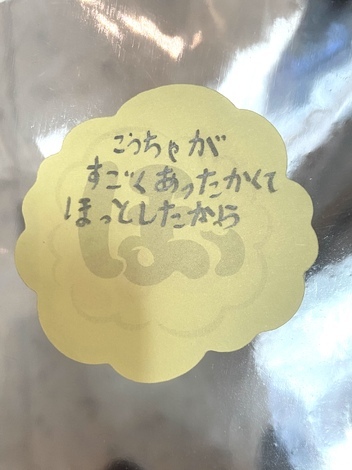 こうちゃが
すごくあったかくて
ほっとしたから